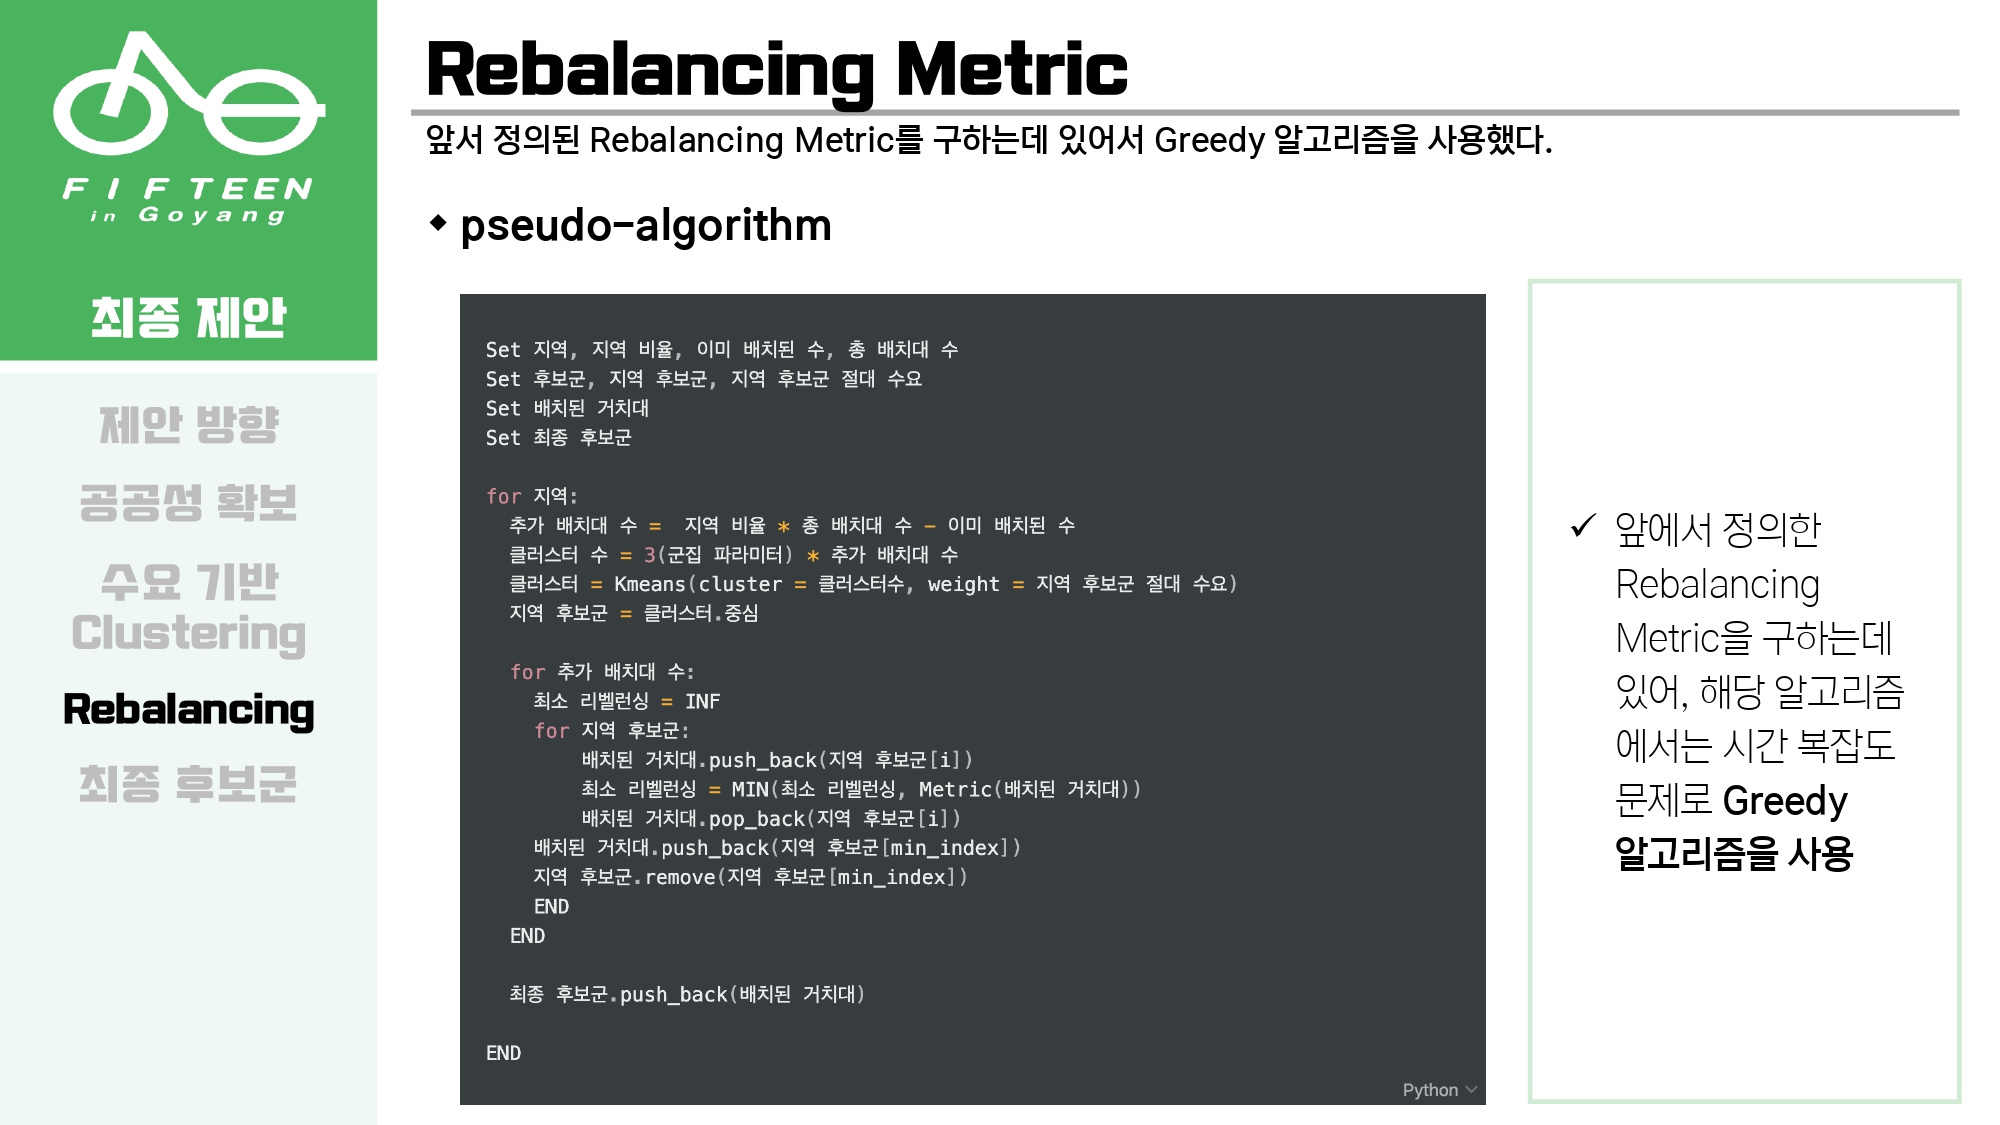 FIFTEEN
in Goyang
최종 제안
제안 방향
공공성 확보
수요 기반
Clustering
Rebalancing
최종 후보군
Rebalancing Metric
앞서 정의된 Rebalancing Metric를 구하는데 있어서 Greedy 알고리즘을 사용했다.
◆ pseudo-algorithm
Set 지역, 지역 비율, 이미 배치된 수, 총 배치대 수
Set 후보군, 지역 후보군, 지역 후보군 절대 수요
Set 배치된 거치대
Set 최종 후보군
for 지역:
추가 배치대 수 = 지역 비율 * 총 배치대 수 - 이미 배치된 수
클러스터 수 = 3(군집 파라미터) * 추가 배치대 수
클러스터 = Kmeans(cluster = 클러스터수, weight = 지역 후보군 절대 수요)
지역 후보군 = 클러스터.중심
for 추가 배치대 수:
최소 리벨런싱 = INF
for 지역 후보군:
배치된 거치대.push_back(지역 후보군[i])
최소 리벨런싱 = MIN(최소 리벨런싱, Metric(배치된 거치대))
배치된 거치대.pop_back(지역 후보군[i])
배치된 거치대.push_back(지역 후보군[min_index])
지역 후보군.remove(지역 후보군[min_index])
END
END
최종 후보군.push_back(배치된 거치대)
END
Python
✓ 앞에서 정의한
Rebalancing
Metric을 구하는데
있어, 해당 알고리즘
에서는 시간 복잡도
문제로 Greedy
알고리즘을 사용